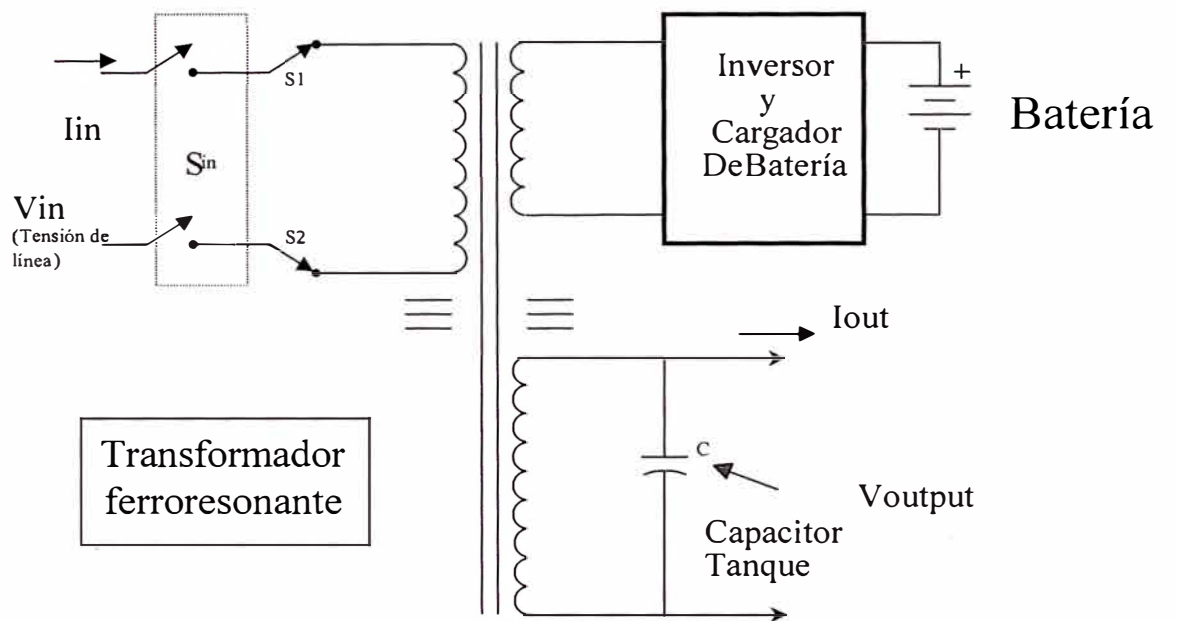 Iin
Vin
(Tensión de
línea)
Sin
S1
S2
Inversor
y
Cargador
DeBatería
+
Batería
Iout
Transformador
ferroresonante
C
Capacitor
Tanque
Voutput